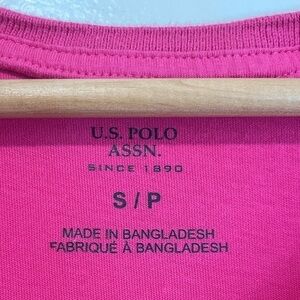 U.S. POLO
ASSN.
SINCE 1890
S / P
MADE IN BANGLADESH
FABRIQUÉ À BANGLADESH